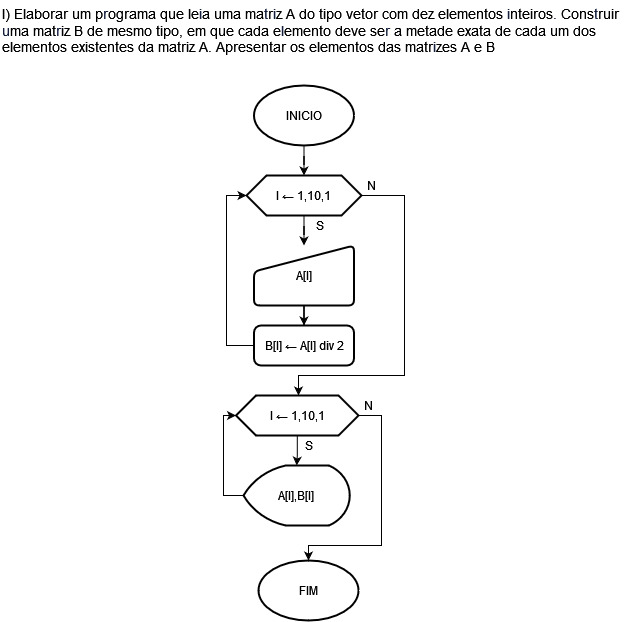 I) Elaborar um programa que leia uma matriz A do tipo vetor com dez elementos inteiros. Construir
uma matriz B de mesmo tipo, em que cada elemento deve ser a metade exata de cada um dos
elementos existentes da matriz A. Apresentar os elementos das matrizes A e B
INICIO
I ← 1,10,1
N
S
A[I]
B[I] ← A[I] div 2
I ← 1,10,1
N
S
A[I],B[I]
FIM